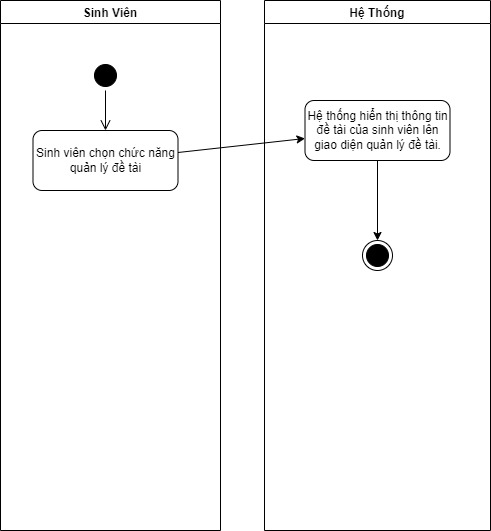 Sinh Viên
Hệ Thống
Sinh viên chọn chức năng
quản lý đề tài
Hệ thống hiển thị thông tin
đề tài của sinh viên lên
giao diện quản lý đề tài.